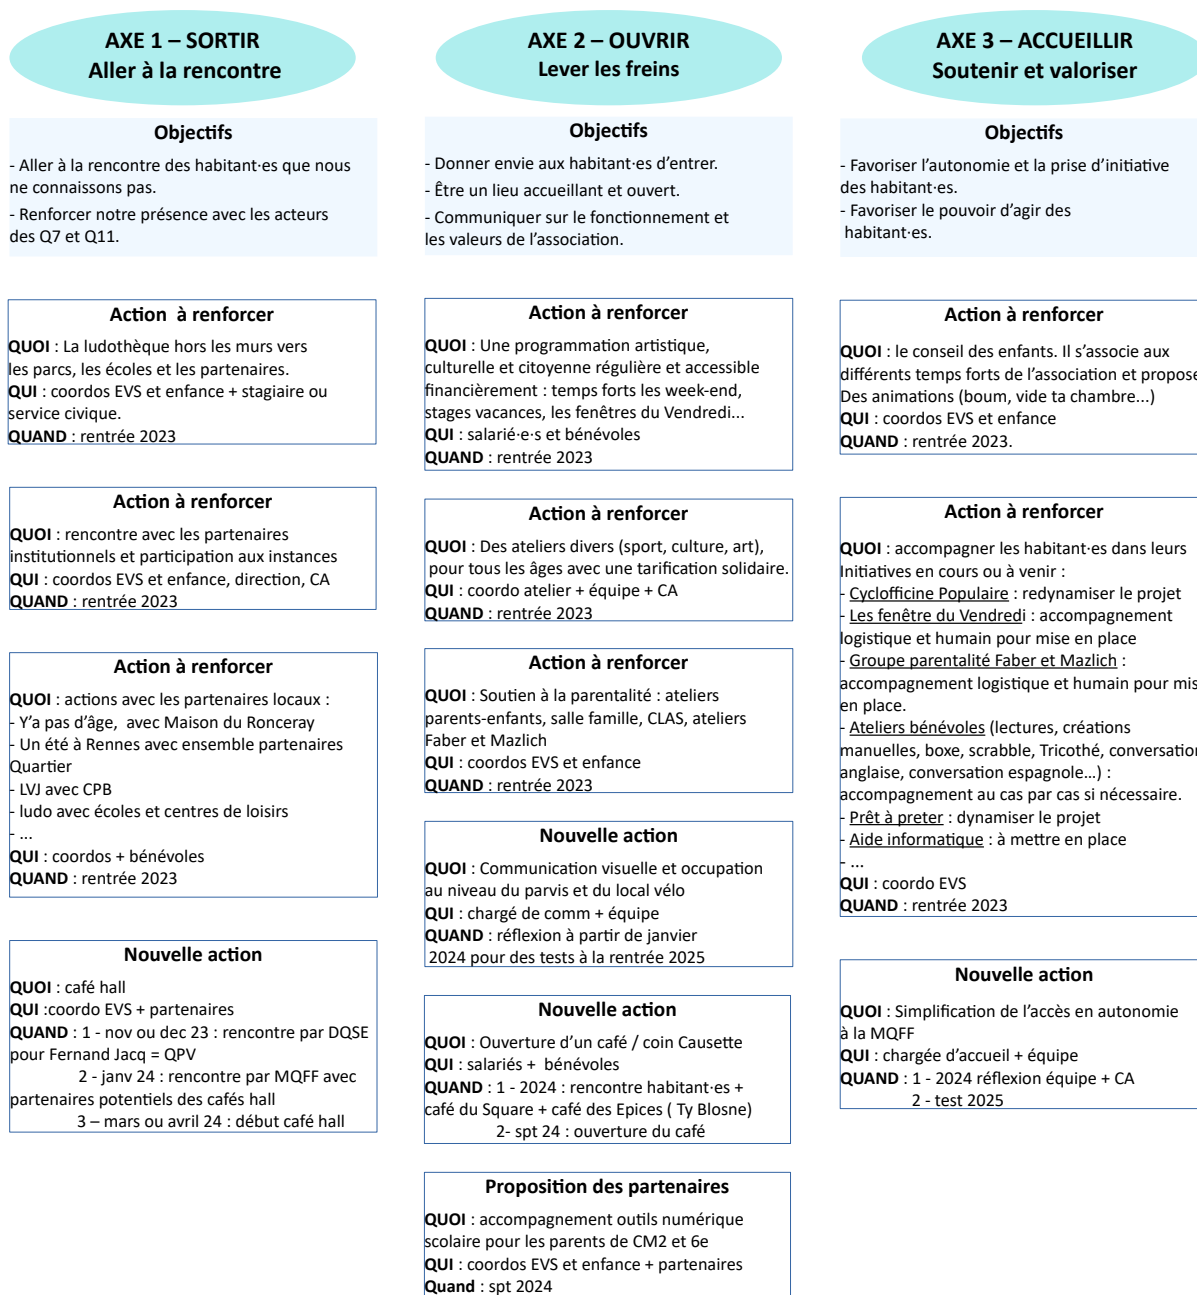 AXE 1 – SORTIR
Aller à la rencontre
Objectifs
- Aller à la rencontre des habitant·es que nous
ne connaissons pas.
- Renforcer notre présence avec les acteurs
des Q7 et Q11.
Action  à renforcer
QUOI : La ludothèque hors les murs vers
les parcs, les écoles et les partenaires.
QUI : coordos EVS et enfance + stagiaire ou
service civique.
QUAND : rentrée 2023
Action à renforcer
QUOI : rencontre avec les partenaires
institutionnels et participation aux instances
QUI : coordos EVS et enfance, direction, CA
QUAND : rentrée 2023
Action à renforcer
QUOI : actions avec les partenaires locaux :
- Y'a pas d'âge,  avec Maison du Ronceray
- Un été à Rennes avec ensemble partenaires
Quartier
- LVJ avec CPB
- ludo avec écoles et centres de loisirs
- ...
QUI : coordos + bénévoles
QUAND : rentrée 2023
Nouvelle action
QUOI : café hall
QUI :coordo EVS + partenaires
QUAND : 1 - nov ou dec 23 : rencontre par DQSE
pour Fernand Jacq = QPV
2 - janv 24 : rencontre par MQFF avec
partenaires potentiels des cafés hall
3 – mars ou avril 24 : début café hall
AXE 2 – OUVRIR
Lever les freins
Objectifs
- Donner envie aux habitant·es d'entrer.
- Être un lieu accueillant et ouvert.
- Communiquer sur le fonctionnement et
les valeurs de l'association.
Action à renforcer
QUOI : Une programmation artistique,
culturelle et citoyenne régulière et accessible
financièrement : temps forts les week-end,
stages vacances, les fenêtres du Vendredi...
QUI : salarié·e·s et bénévoles
QUAND : rentrée 2023
Action à renforcer
QUOI : Des ateliers divers (sport, culture, art),
pour tous les âges avec une tarification solidaire.
QUI : coordo atelier + équipe + CA
QUAND : rentrée 2023
Action à renforcer
QUOI : Soutien à la parentalité : ateliers
parents-enfants, salle famille, CLAS, ateliers
Faber et Mazlich
QUI : coordos EVS et enfance
QUAND : rentrée 2023
Nouvelle action
QUOI : Communication visuelle et occupation
au niveau du parvis et du local vélo
QUI : chargé de comm + équipe
QUAND : réflexion à partir de janvier
2024 pour des tests à la rentrée 2025
Nouvelle action
QUOI : Ouverture d'un café / coin Causette
QUI : salariés +  bénévoles
QUAND : 1 - 2024 : rencontre habitant·es +
café du Square + café des Epices ( Ty Blosne)
2- spt 24 : ouverture du café
Proposition des partenaires
QUOI : accompagnement outils numérique
scolaire pour les parents de CM2 et 6e
QUI : coordos EVS et enfance + partenaires
Quand : spt 2024
AXE 3 – ACCUEILLIR
Soutenir et valoriser
Objectifs
- Favoriser l'autonomie et la prise d'initiative
des habitant·es.
- Favoriser le pouvoir d'agir des
habitant·es.
Action à renforcer
QUOI : le conseil des enfants. Il s'associe aux
différents temps forts de l'association et propose
Des animations (boum, vide ta chambre...)
QUI : coordos EVS et enfance
QUAND : rentrée 2023.
Action à renforcer
QUOI : accompagner les habitant·es dans leurs
Initiatives en cours ou à venir :
- Cyclofficine Populaire : redynamiser le projet
- Les fenêtre du Vendredi : accompagnement
logistique et humain pour mise en place
- Groupe parentalité Faber et Mazlich :
accompagnement logistique et humain pour mis
en place.
- Ateliers bénévoles (lectures, créations
manuelles, boxe, scrabble, Tricothé, conversation
anglaise, conversation espagnole...) :
accompagnement au cas par cas si nécessaire.
- Prêt à preter : dynamiser le projet
- Aide informatique : à mettre en place
- ...
QUI : coordo EVS
QUAND : rentrée 2023
Nouvelle action
QUOI : Simplification de l'accès en autonomie
à la MQFF
QUI : chargée d'accueil + équipe
QUAND : 1 - 2024 réflexion équipe + CA
2 - test 2025